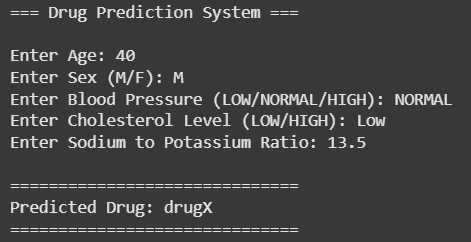 === Drug Prediction System ===
Enter Age: 40
Enter Sex (M/F): M
Enter Blood Pressure (LOW/NORMAL/HIGH): NORMAL
Enter Cholesterol Level (LOW/HIGH): Low
Enter Sodium to Potassium Ratio: 13.5
==============================
Predicted Drug: drugX
==============================